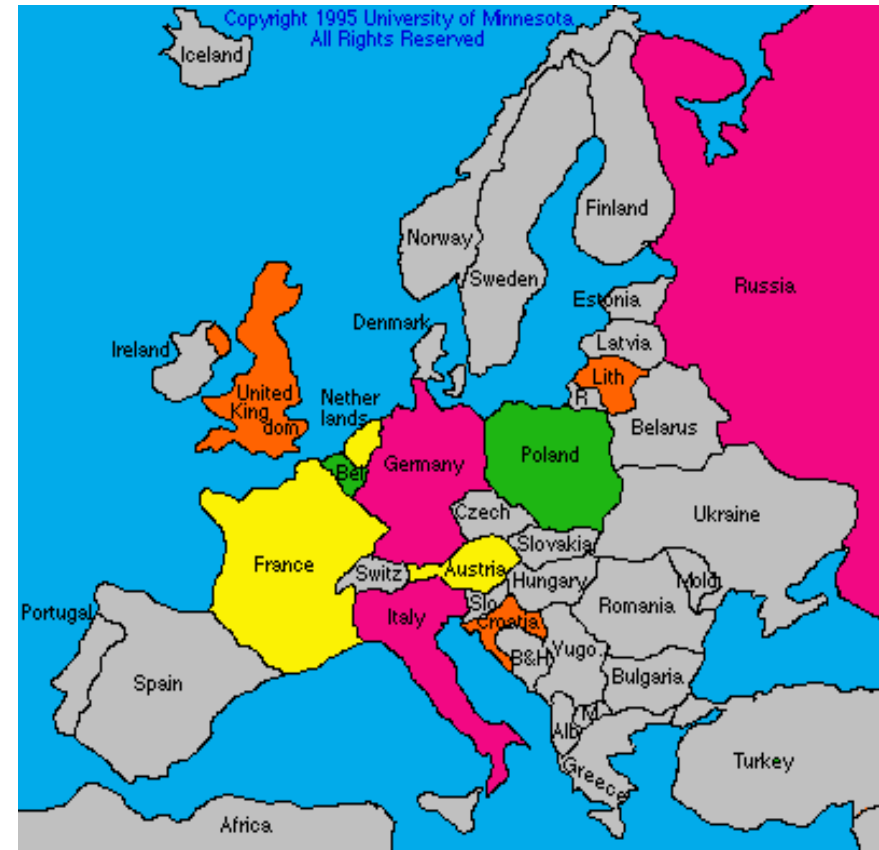 Copyright 1995 University of Minnesota
All Rights Reserved
Iceland
Finland
Norway
Sweden
Russia
Estonia
Denmark
Latvia
Ireland
Lith
United
King
dom
Nether
lands
R
Belarus
Poland
Bel
Germany
Czech
Ukraine
Slovakia
France
Switz
Austria
Hungary
Mold
Slo
Romania
Portugal
Italy
Croatia
B&H
Yugo.
Bulgaria
Spain
M
Alb
Greece
Turkey
Africa